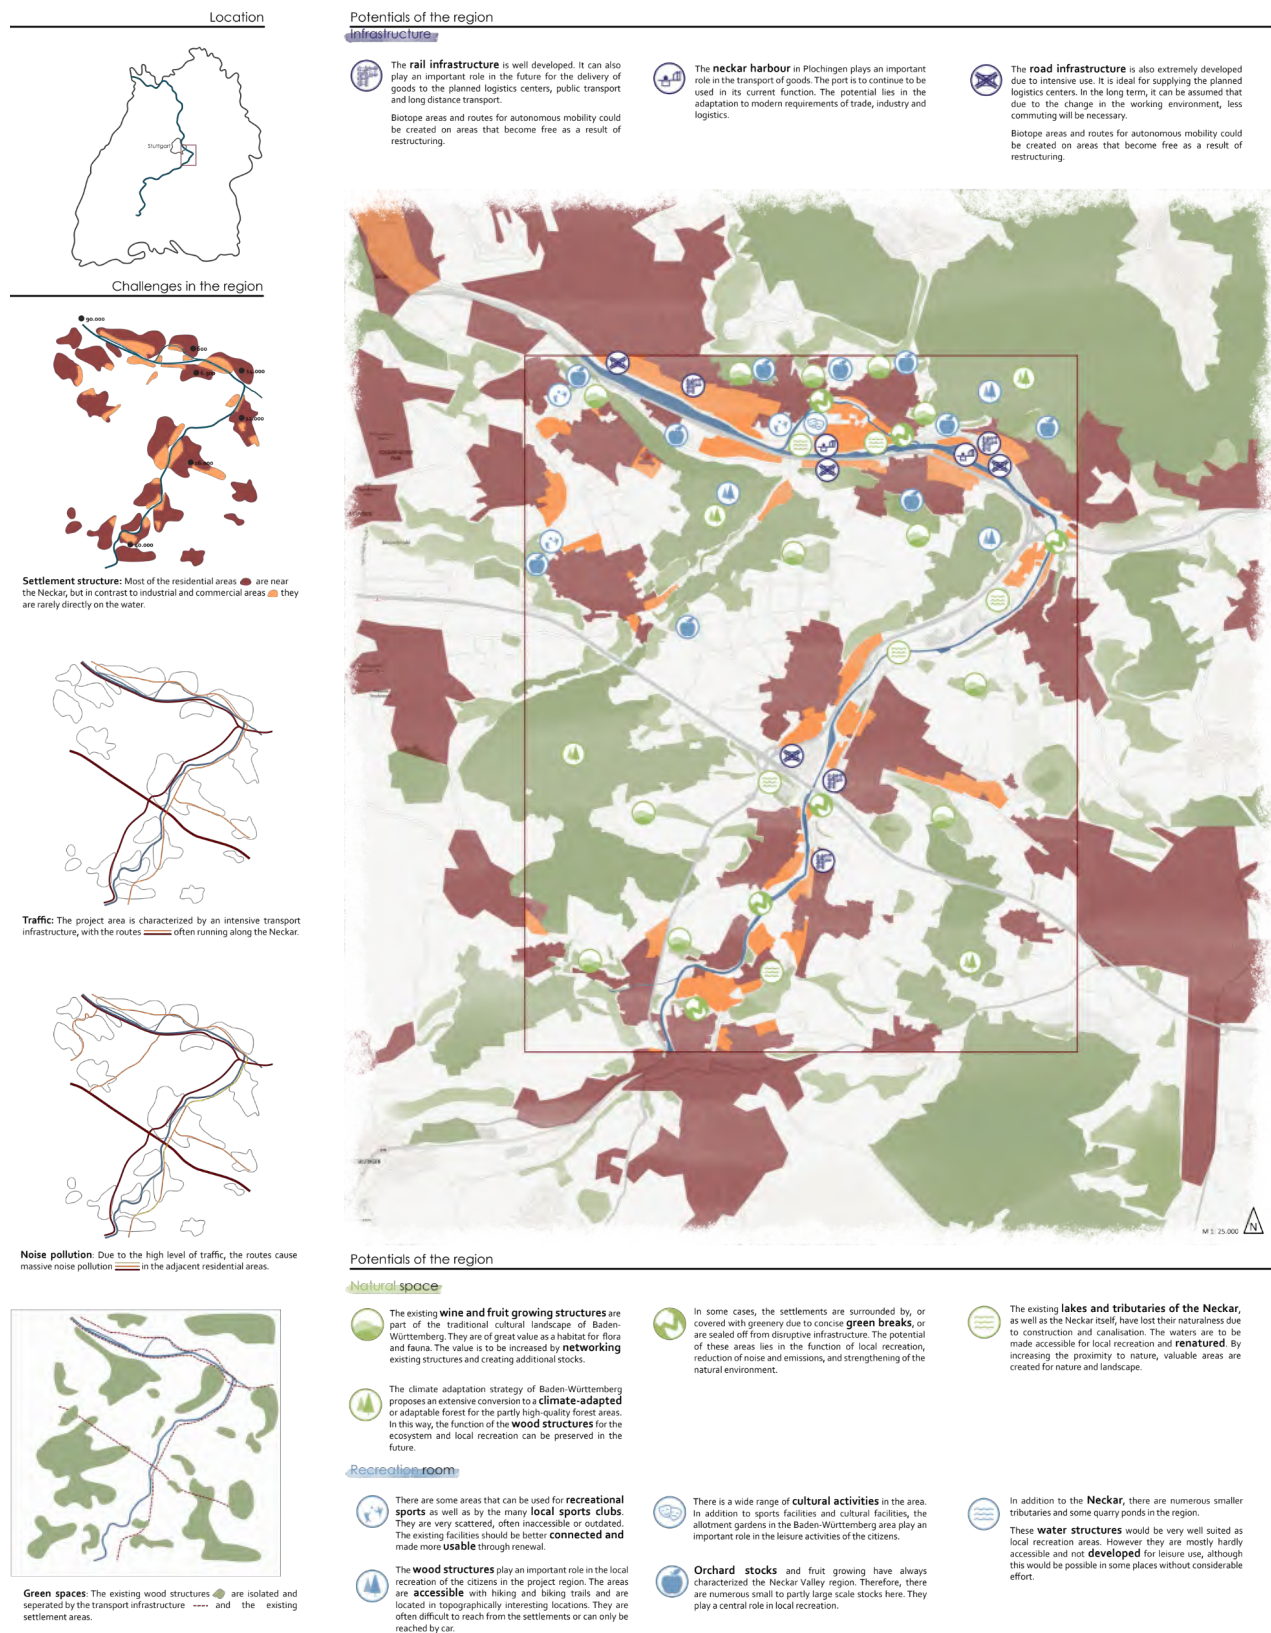 Location
Stuttgart
Challenges in the region
90.000
Settlement structure: Most of the residential areas are near
the Neckar, but in contrast to industrial and commercial areas they
are rarely directly on the water.
Traffic: The project area is characterized by an intensive transport
infrastructure, with the routes often running along the Neckar.
Noise pollution: Due to the high level of traffic, the routes cause
massive noise pollution in the adjacent residential areas.
Green spaces: The existing wood structures are isolated and
seperated by the transport infrastructure ---- and the existing
settlement areas.
Potentials of the region
Infrastructure
The rail infrastructure is well developed. It can also
play an important role in the future for the delivery of
goods to the planned logistics centers, public transport
and long distance transport.
Biotope areas and routes for autonomous mobility could
be created on areas that become free as a result of
restructuring.
The neckar harbour in Plochingen plays an important
role in the transport of goods. The port is to continue to be
used in its current function. The potential lies in the
adaptation to modern requirements of trade, industry and
logistics.
The road infrastructure is also extremely developed
due to intensive use. It is ideal for supplying the planned
logistics centers. In the long term, it can be assumed that
due to the change in the working environment, less
commuting will be necessary.
Biotope areas and routes for autonomous mobility could
be created on areas that become free as a result of
restructuring.
M 1: 25.000
N
Potentials of the region
Natural space
The existing wine and fruit growing structures are
part of the traditional cultural landscape of Baden-
Württemberg. They are of great value as a habitat for flora
and fauna. The value is to be increased by networking
existing structures and creating additional stocks.
The climate adaptation strategy of Baden-Württemberg
proposes an extensive conversion to a climate-adapted
or adaptable forest for the partly high-quality forest areas.
In this way, the function of the wood structures for the
ecosystem and local recreation can be preserved in the
future.
In some cases, the settlements are surrounded by, or
covered with greenery due to concise green breaks, or
are sealed off from disruptive infrastructure. The potential
of these areas lies in the function of local recreation,
reduction of noise and emissions, and strengthening of the
natural environment.
The existing lakes and tributaries of the Neckar,
as well as the Neckar itself, have lost their naturalness due
to construction and canalisation. The waters are to be
made accessible for local recreation and renatured. By
increasing the proximity to nature, valuable areas are
created for nature and landscape.
Recreation room
There are some areas that can be used for recreational
sports as well as by the many local sports clubs.
They are very scattered, often inaccessible or outdated.
The existing facilities should be better connected and
made more usable through renewal.
The wood structures play an important role in the local
recreation of the citizens in the project region. The areas
are accessible with hiking and biking trails and are
located in topographically interesting locations. They are
often difficult to reach from the settlements or can only be
reached by car.
There is a wide range of cultural activities in the area.
In addition to sports facilities and cultural facilities, the
allotment gardens in the Baden-Württemberg area play an
important role in the leisure activities of the citizens.
Orchard stocks and fruit growing have always
characterized the Neckar Valley region. Therefore, there
are numerous small to partly large scale stocks here. They
play a central role in local recreation.
In addition to the Neckar, there are numerous smaller
tributaries and some quarry ponds in the region.
These water structures would be very well suited as
local recreation areas. However they are mostly hardly
accessible and not developed for leisure use, although
this would be possible in some places without considerable
effort.